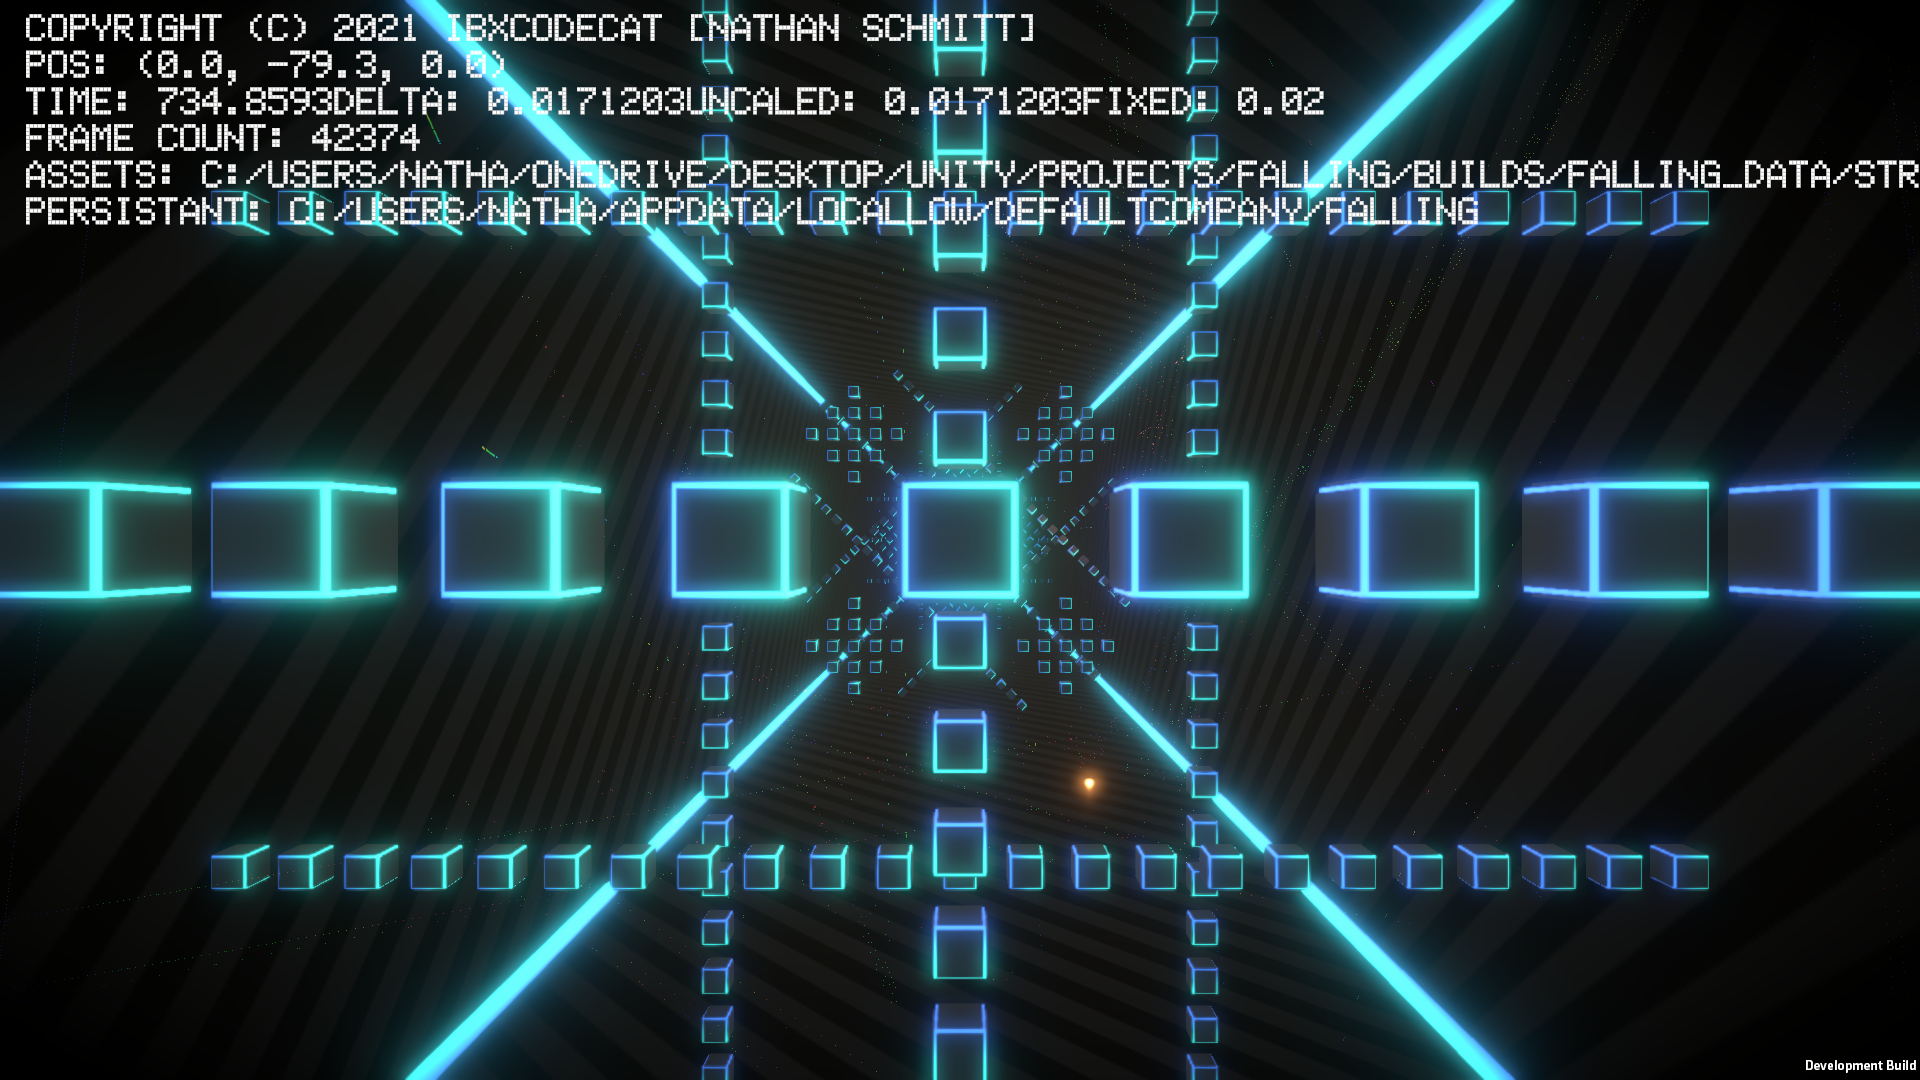 COPYRIGHT (C) 2021 IBXCODECAT [NATHAN SCHMITT]
POS: (0.0, -79.3, 0.0)
TIME: 734.8593DELTA: 0.0171203UNCALED: 0.0171203FIXED: 0.02
FRAME COUNT: 42374
ASSETS: C:/USERS/NATHA/ONEDRIVE/DESKTOP/UNITY/PROJECTS/FALLING/BUILDS/FALLING_DATA/STR
PERSISTANT: C:/USERS/NATHA/APPDATA/LOCALLOW/DEFAULTCOMPANY/FALLING
Development Build